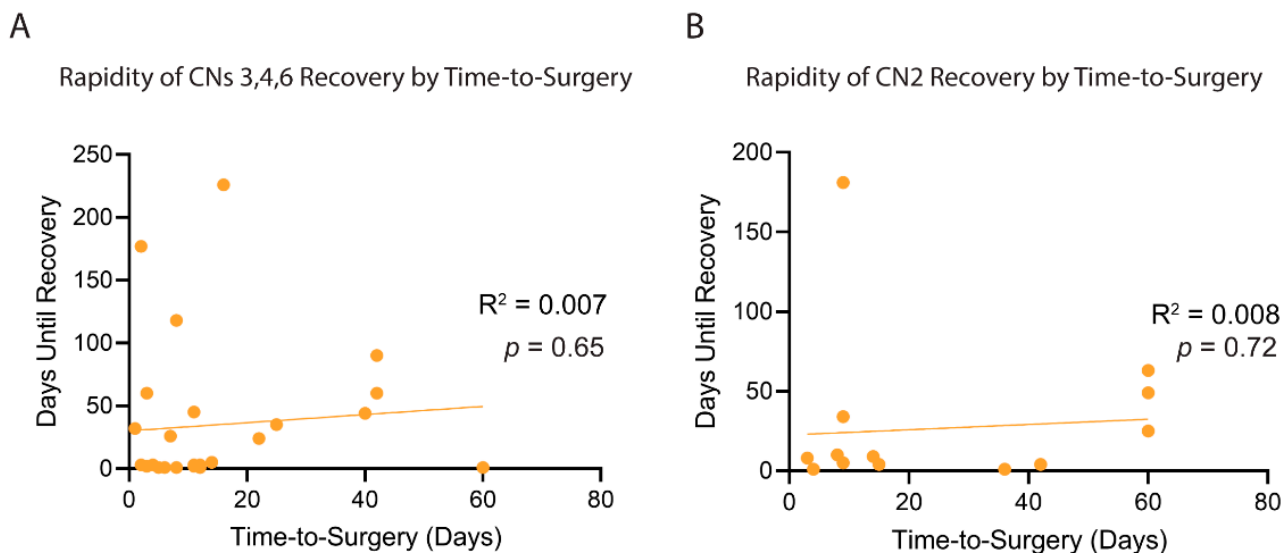 A
Rapidity of CNs 3,4,6 Recovery by Time-to-Surgery
Days Until Recovery
250
200
150
100
50
0
R² = 0.007
p = 0.65
0 20 40 60 80
Time-to-Surgery (Days)
B
Rapidity of CN2 Recovery by Time-to-Surgery
Days Until Recovery
200
150
100
50
0
R² = 0.008
p = 0.72
0 20 40 60 80
Time-to-Surgery (Days)